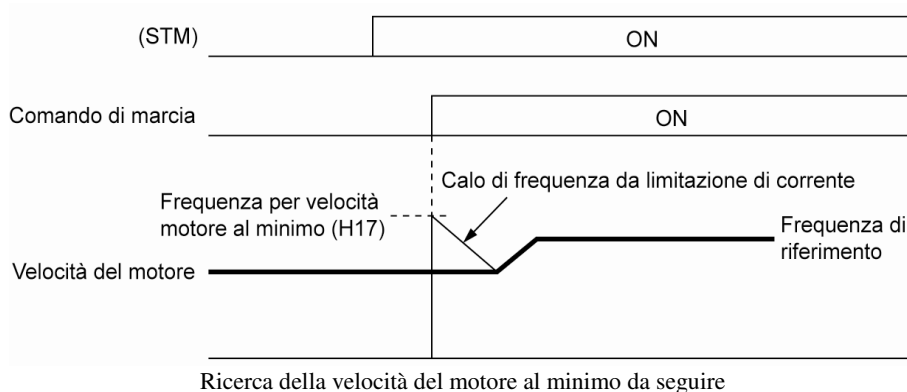 (STM)
ON
Comando di marcia
ON
Calo di frequenza da limitazione di corrente
Frequenza per velocità
motore al minimo (H17)
Frequenza di
riferimento
Velocità del motore
Ricerca della velocità del motore al minimo da seguire